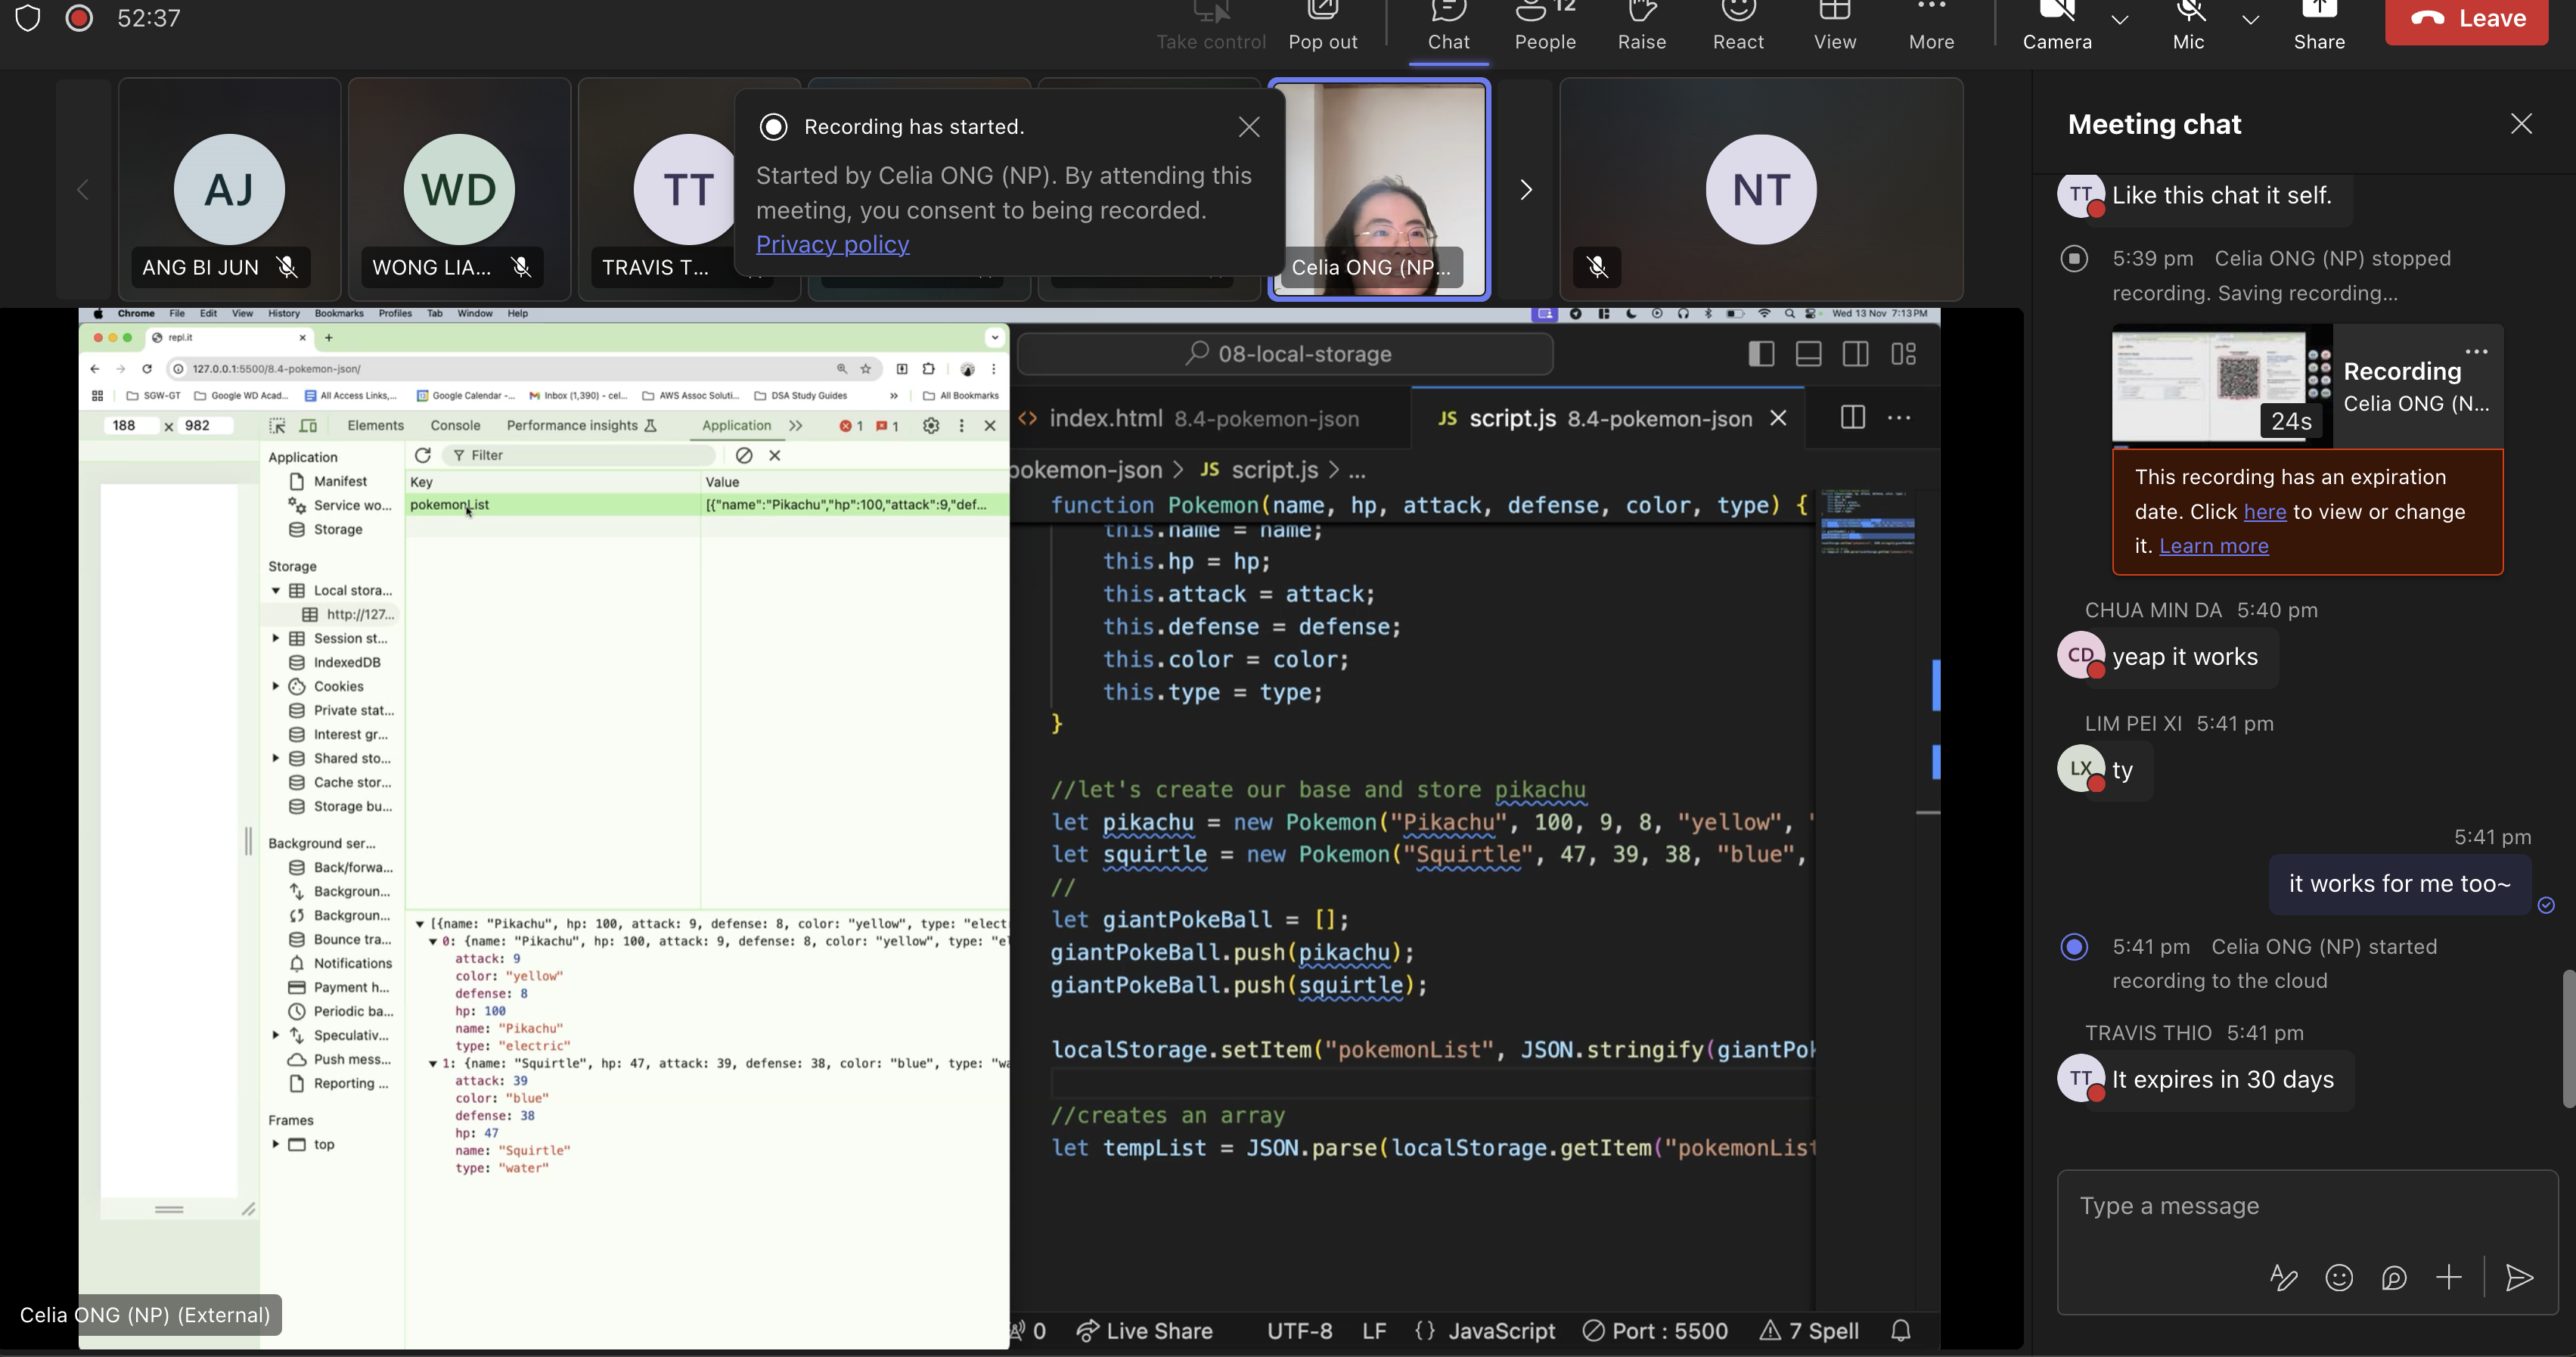 52:37
Take control
Pop out
Chat
People
12
Raise
React
View
More
Camera
Mic
Share
Leave
AJ
ANG BI JUN
WD
WONG LIA...
TT
TRAVIS T...
Recording has started.
Started by Celia ONG (NP). By attending this
meeting, you consent to being recorded.
Privacy policy
Celia ONG (NP...
NT
Chrome File Edit View History Bookmarks Profiles Tab Window Help
Wed 13 Nov 7:13 PM
repl.it
127.0.0.1:5500/8.4-pokemon-json/
SGW-GT
Google WD Acad...
All Access Links,...
Google Calendar -...
Inbox (1,390) - cel...
AWS Assoc Soluti...
DSA Study Guides
»
All Bookmarks
188 × 982
Elements
Console
Performance insights
Application
»
1
1
Application
Manifest
Service wo...
Storage
Storage
Local stora...
http://127...
Session st...
IndexedDB
Cookies
Private stat...
Interest gr...
Shared sto...
Cache stor...
Storage bu...
Background ser...
Back/forwa...
Backgroun...
Backgroun...
Bounce tra...
Notifications
Payment h...
Periodic ba...
Speculativ...
Push mess...
Reporting ...
Frames
top
Filter
Key Value
pokemonList [{"name":"Pikachu","hp":100,"attack":9,"def...
[{name: "Pikachu", hp: 100, attack: 9, defense: 8, color: "yellow", type: "electr
0: {name: "Pikachu", hp: 100, attack: 9, defense: 8, color: "yellow", type: "el
attack: 9
color: "yellow"
defense: 8
hp: 100
name: "Pikachu"
type: "electric"
1: {name: "Squirtle", hp: 47, attack: 39, defense: 38, color: "blue", type: "wa
attack: 39
color: "blue"
defense: 38
hp: 47
name: "Squirtle"
type: "water"
08-local-storage
<> index.html 8.4-pokemon-json
JS script.js 8.4-pokemon-json
pokemon-json > JS script.js > ...
function Pokemon(name, hp, attack, defense, color, type) {
this.name = name;
this.hp = hp;
this.attack = attack;
this.defense = defense;
this.color = color;
this.type = type;
}
//let's create our base and store pikachu
let pikachu = new Pokemon("Pikachu", 100, 9, 8, "yellow", "
let squirtle = new Pokemon("Squirtle", 47, 39, 38, "blue",
//
let giantPokeBall = [];
giantPokeBall.push(pikachu);
giantPokeBall.push(squirtle);
localStorage.setItem("pokemonList", JSON.stringify(giantPok
//creates an array
let tempList = JSON.parse(localStorage.getItem("pokemonList
0
Live Share
UTF-8
LF
{} JavaScript
Port : 5500
7 Spell
Celia ONG (NP) (External)
Meeting chat
TT
Like this chat it self.
5:39 pm Celia ONG (NP) stopped
recording. Saving recording...
Recording
Celia ONG (N...
24s
This recording has an expiration
date. Click here to view or change
it. Learn more
CHUA MIN DA 5:40 pm
CD
yeap it works
LIM PEI XI 5:41 pm
LX
ty
5:41 pm
it works for me too~
5:41 pm Celia ONG (NP) started
recording to the cloud
TRAVIS THIO 5:41 pm
TT
It expires in 30 days
Type a message